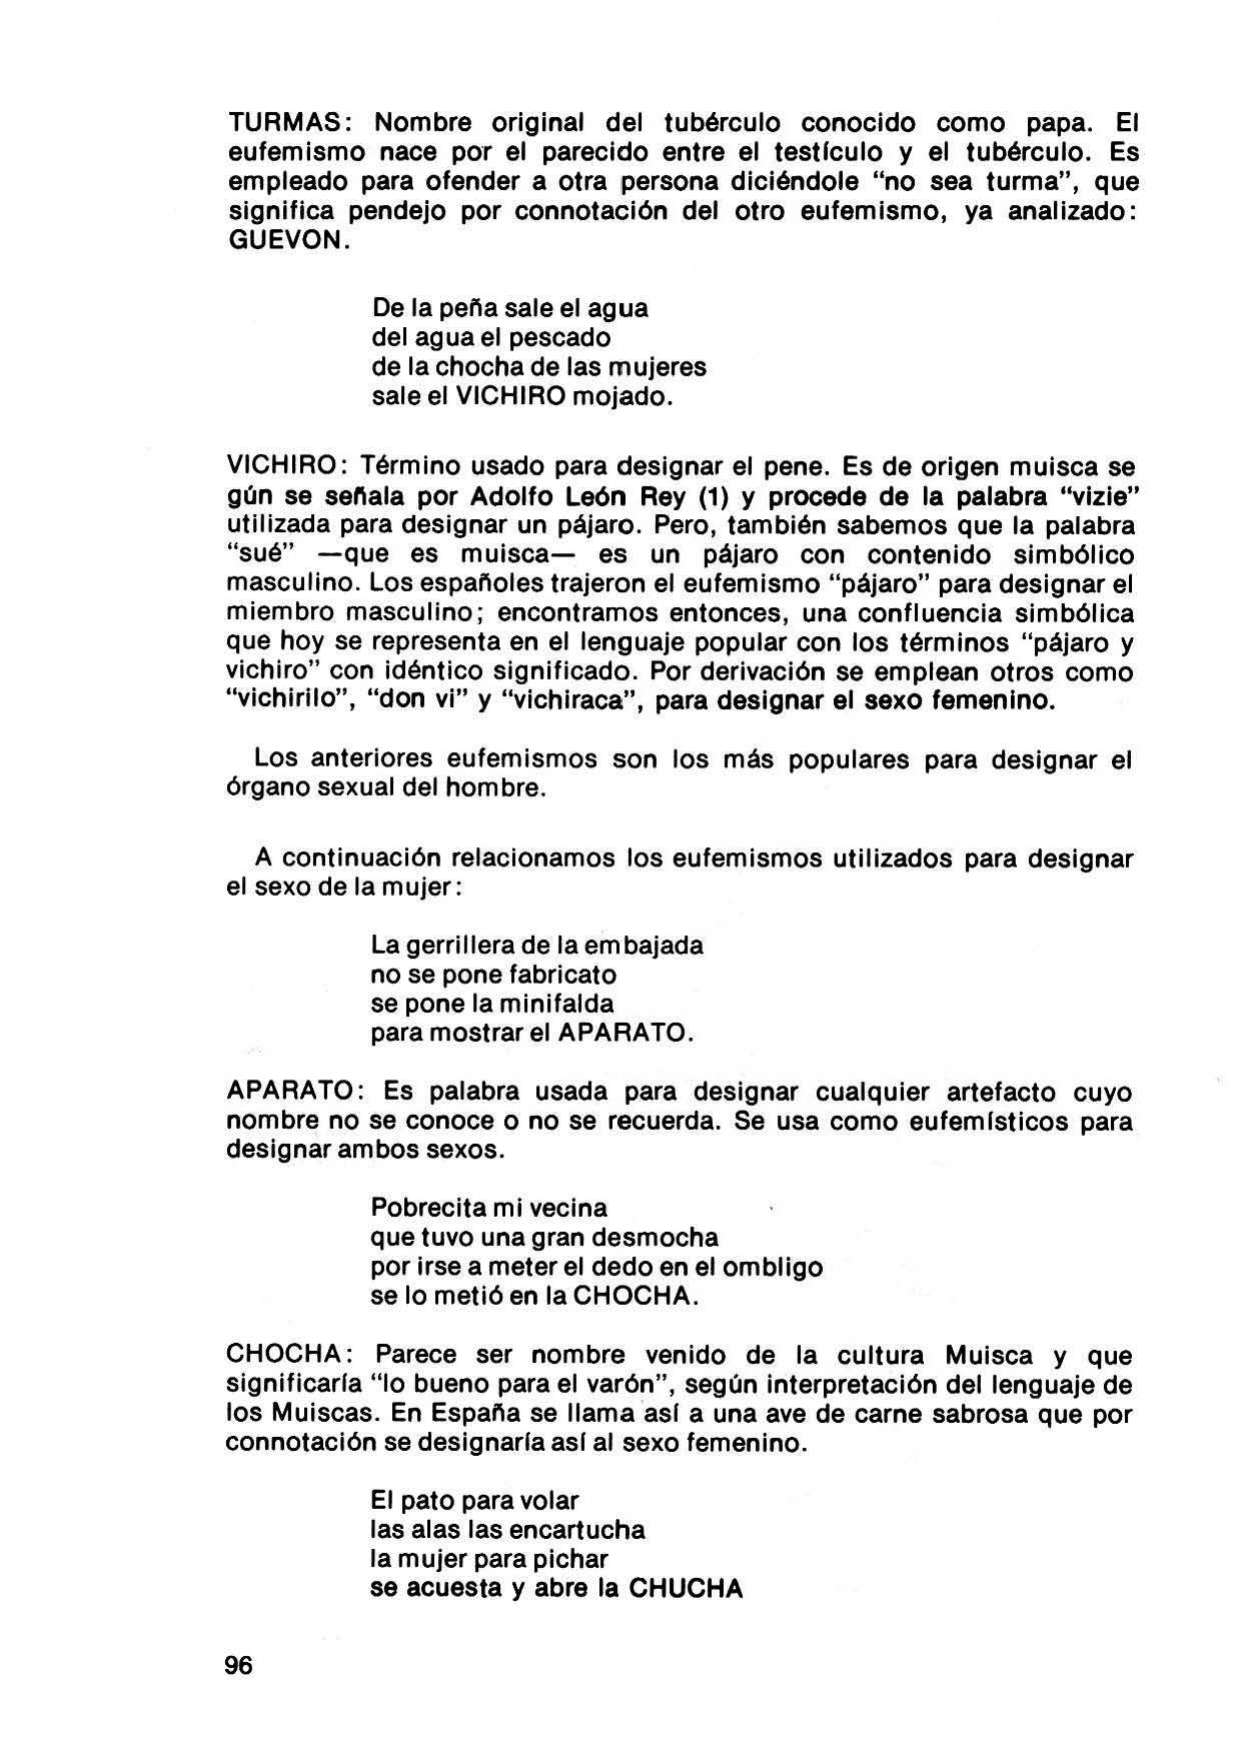 TURMAS: Nombre original del tubérculo conocido como papa. El
eufemismo nace por el parecido entre el testículo y el tubérculo. Es
empleado para ofender a otra persona diciéndole “no sea turma”, que
significa pendejo por connotación del otro eufemismo, ya analizado:
GUEVON.
De la peña sale el agua
del agua el pescado
de la chocha de las mujeres
sale el VICHIRO mojado.
VICHIRO: Término usado para designar el pene. Es de origen muisca se
gún se señala por Adolfo León Rey (1) y procede de la palabra “vizie”
utilizada para designar un pájaro. Pero, también sabemos que la palabra
“sué” —que es muisca— es un pájaro con contenido simbólico
masculino. Los españoles trajeron el eufemismo “pájaro” para designar el
miembro masculino; encontramos entonces, una confluencia simbólica
que hoy se representa en el lenguaje popular con los términos “pájaro y
vichiro” con idéntico significado. Por derivación se emplean otros como
“vichirilo”, “don vi” y “vichiraca”, para designar el sexo femenino.
Los anteriores eufemismos son los más populares para designar el
órgano sexual del hombre.
A continuación relacionamos los eufemismos utilizados para designar
el sexo de la mujer:
La gerrillera de la embajada
no se pone fabricato
se pone la minifalda
para mostrar el APARATO.
APARATO: Es palabra usada para designar cualquier artefacto cuyo
nombre no se conoce o no se recuerda. Se usa como eufemísticos para
designar ambos sexos.
Pobrecita mi vecina
que tuvo una gran desmocha
por irse a meter el dedo en el ombligo
se lo metió en la CHOCHA.
CHOCHA: Parece ser nombre venido de la cultura Muisca y que
significaría “lo bueno para el varón”, según interpretación del lenguaje de
los Muiscas. En España se llama así a una ave de carne sabrosa que por
connotación se designaría así al sexo femenino.
El pato para volar
las alas las encartucha
la mujer para pichar
se acuesta y abre la CHUCHA
96